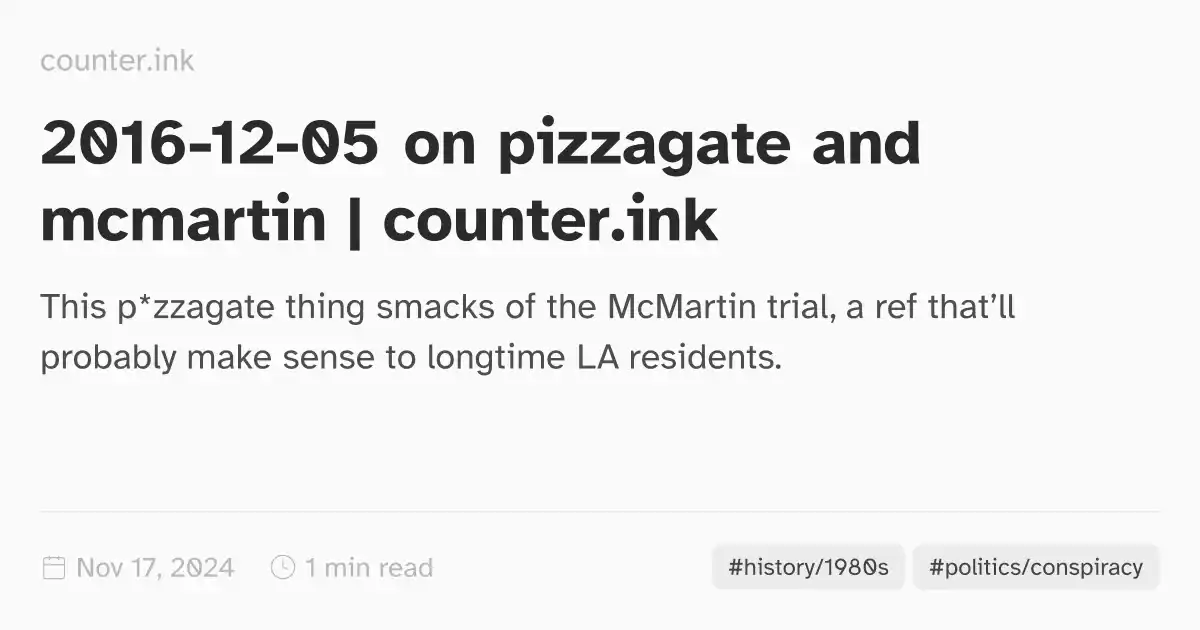 counter.ink
2016-12-05 on pizzagate and
mcmartin | counter.ink
This p*zzagate thing smacks of the McMartin trial, a ref that’ll
probably make sense to longtime LA residents.
Nov 17, 2024 1 min read #history/1980s #politics/conspiracy